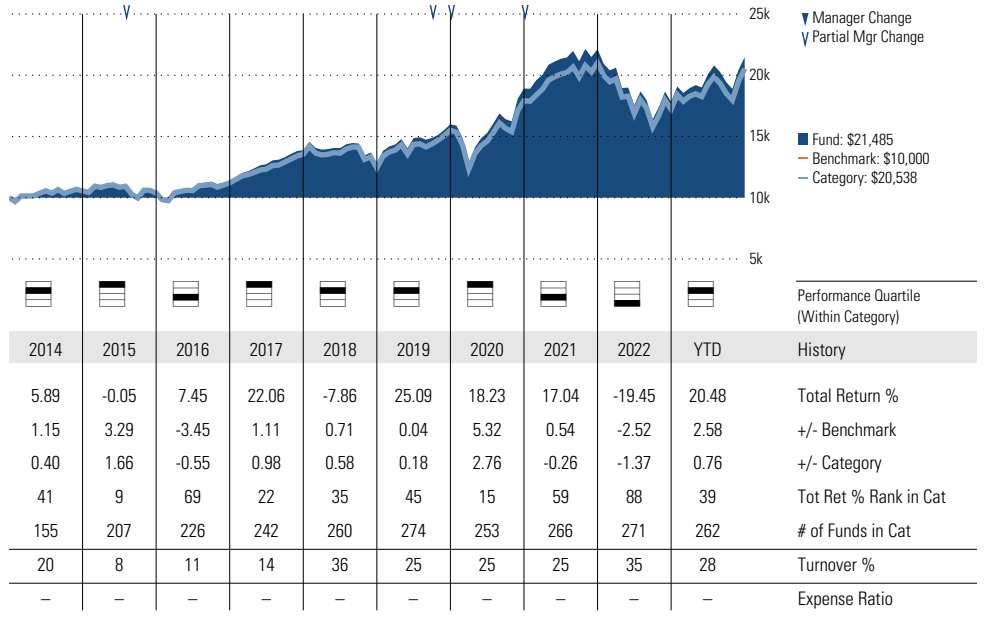 25k
▼ Manager Change
Partial Mgr Change
20k
15k
Fund: $21,485
Benchmark: $10,000
Category: $20,538
10k
5k
Performance Quartile
(Within Category)
2014 2015 2016 2017 2018 2019 2020 2021 2022 YTD History
5.89 -0.05 7.45 22.06 -7.86 25.09 18.23 17.04 -19.45 20.48 Total Return %
1.15 3.29 -3.45 1.11 0.71 0.04 5.32 0.54 -2.52 2.58 +/- Benchmark
0.40 1.66 -0.55 0.98 0.58 0.18 2.76 -0.26 -1.37 0.76 +/- Category
41 9 69 22 35 45 15 59 88 39 Tot Ret % Rank in Cat
155 207 226 242 260 274 253 266 271 262 # of Funds in Cat
20 8 11 14 36 25 25 25 35 28 Turnover %
– – – – – – – – – – Expense Ratio